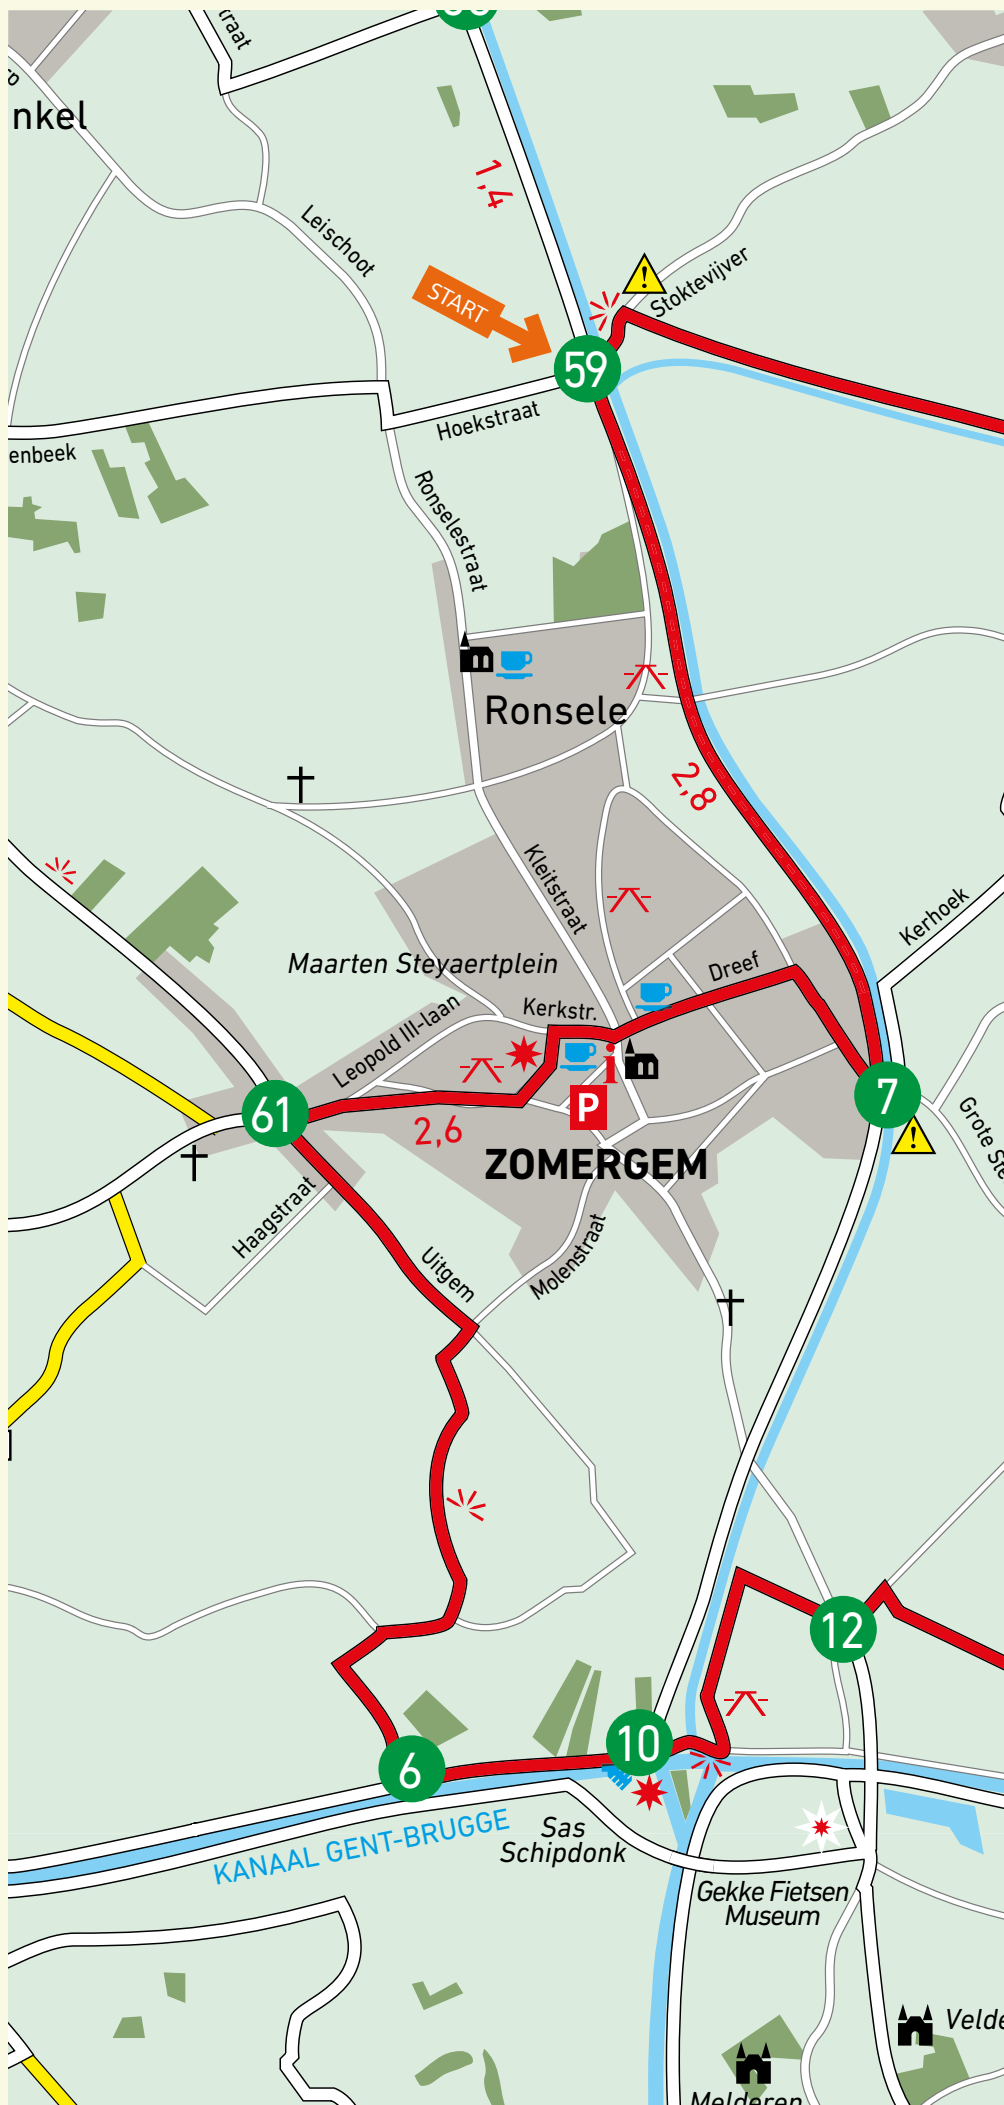 nkel
1,4
Leischoot
START
Stoktevijver
59
Hoekstraat
enbeek
Ronselestraat
Ronsele
2,8
Kleitstraat
Kerhoek
Maarten Steyaertplein
Dreef
Kerkstr.
Leopold III-laan
i
P
61
2,6
7
Grote Ste
ZOMERGEM
Haagstraat
Uitgem
Molenstraat
12
10
6
KANAAL GENT-BRUGGE
Sas
Schipdonk
Gekke Fietsen
Museum
Velde
Melderen